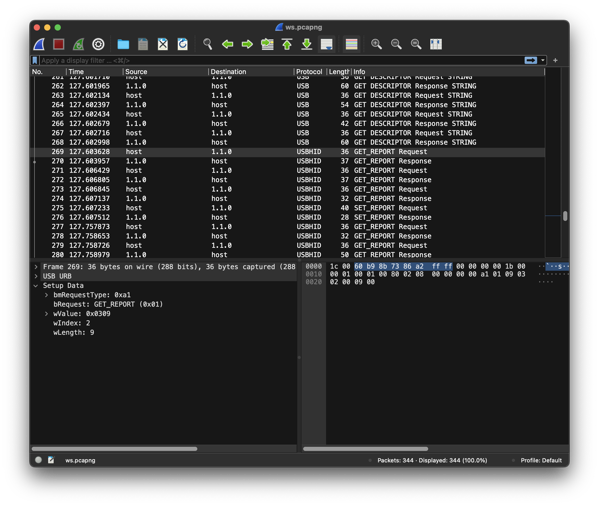 ws.pcapng
Apply a display filter ... <⌘/>
No. Time Source Destination Protocol Length Info
261 127.601710 host 1.1.0 USB 36 GET DESCRIPTOR Request STRING
262 127.601965 1.1.0 host USB 60 GET DESCRIPTOR Response STRING
263 127.602134 host 1.1.0 USB 36 GET DESCRIPTOR Request STRING
264 127.602397 1.1.0 host USB 54 GET DESCRIPTOR Response STRING
265 127.602434 host 1.1.0 USB 36 GET DESCRIPTOR Request STRING
266 127.602679 1.1.0 host USB 42 GET DESCRIPTOR Response STRING
267 127.602716 host 1.1.0 USB 36 GET DESCRIPTOR Request STRING
268 127.602998 1.1.0 host USB 60 GET DESCRIPTOR Response STRING
269 127.603628 host 1.1.0 USBHID 36 GET_REPORT Request
270 127.603957 1.1.0 host USBHID 37 GET_REPORT Response
271 127.606429 host 1.1.0 USBHID 36 GET_REPORT Request
272 127.606805 1.1.0 host USBHID 37 GET_REPORT Response
273 127.606845 host 1.1.0 USBHID 36 GET_REPORT Request
274 127.607137 1.1.0 host USBHID 32 GET_REPORT Response
275 127.607233 host 1.1.0 USBHID 40 SET_REPORT Request
276 127.607512 1.1.0 host USBHID 28 SET_REPORT Response
277 127.757873 host 1.1.0 USBHID 36 GET_REPORT Request
278 127.758653 1.1.0 host USBHID 32 GET_REPORT Response
279 127.758726 host 1.1.0 USBHID 36 GET_REPORT Request
280 127.758979 1.1.0 host USBHID 50 GET_REPORT Response
Frame 269: 36 bytes on wire (288 bits), 36 bytes captured (288
USB URB
Setup Data
bmRequestType: 0xa1
bRequest: GET_REPORT (0x01)
wValue: 0x0309
wIndex: 2
wLength: 9
0000 1c 00 60 b9 8b 73 86 a2 ff ff 00 00 00 00 1b 00 ··`··s··
0010 00 01 00 01 00 80 02 08 00 00 00 00 a1 01 09 03 ········
0020 02 00 09 00 ····
ws.pcapng
Packets: 344 · Displayed: 344 (100.0%)
Profile: Default